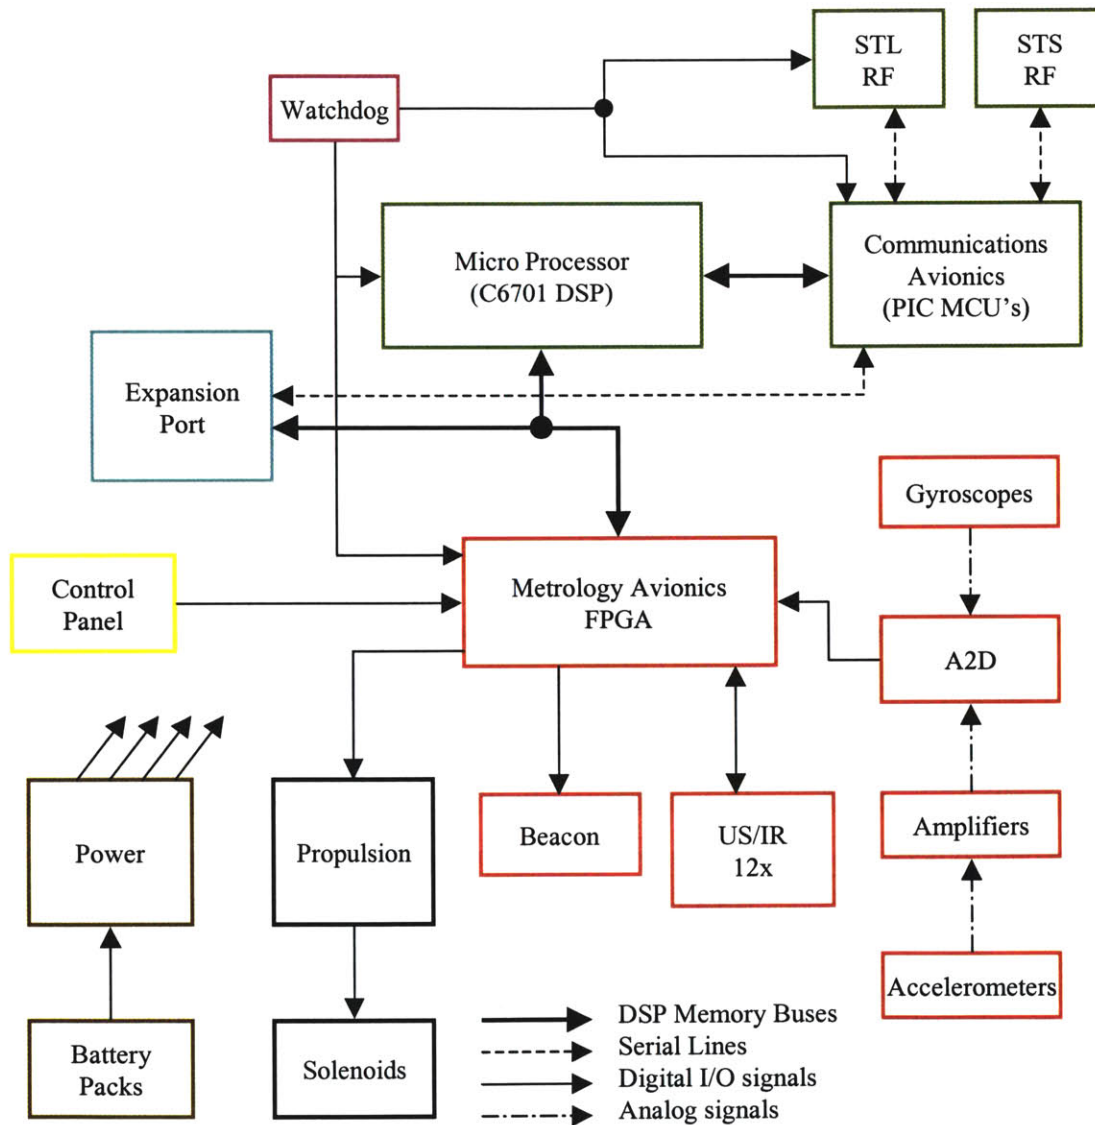 STL
RF
STS
RF
Watchdog
Micro Processor
(C6701 DSP)
Communications
Avionics
(PIC MCU's)
Expansion
Port
Gyroscopes
Control
Panel
Metrology Avionics
FPGA
A2D
Power
Propulsion
Beacon
US/IR
12x
Amplifiers
Accelerometers
Battery
Packs
Solenoids
DSP Memory Buses
Serial Lines
Digital I/O signals
Analog signals